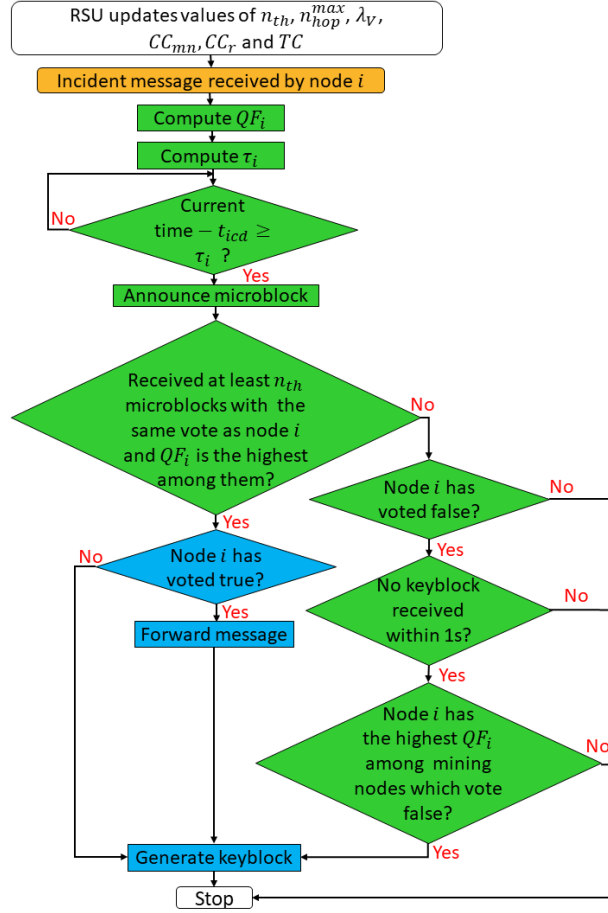 RSU updates values of n_th, n_hop^max, λ_V,
CC_mn, CC_r and TC
Incident message received by node i
Compute QF_i
Compute τ_i
No
Current
time − t_icd ≥
τ_i ?
Yes
Announce microblock
Received at least n_th
microblocks with the
same vote as node i
and QF_i is the highest
among them?
No
Yes
Node i has
voted false?
No
Yes
No
Node i has
voted true?
Yes
Forward message
No keyblock
received
within 1s?
No
Yes
Node i has
the highest QF_i
among mining
nodes which vote
false?
No
Yes
Generate keyblock
Stop